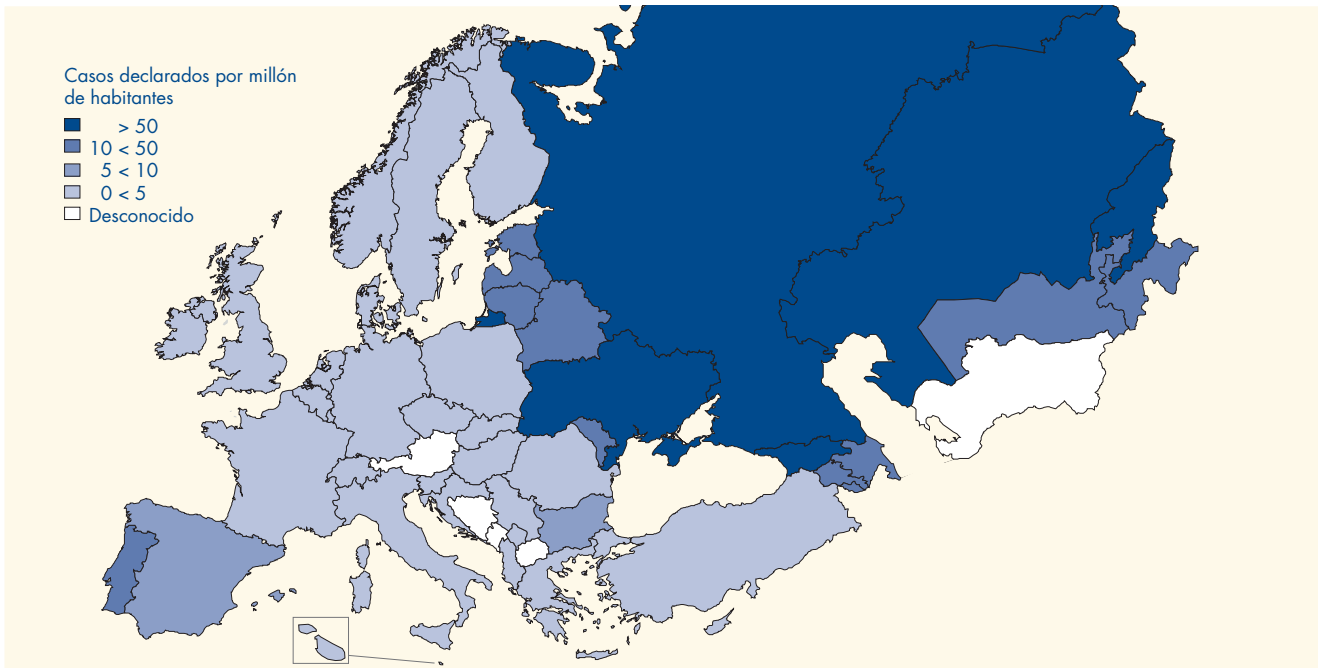 Casos declarados por millón
de habitantes
> 50
10 < 50
5 < 10
0 < 5
Desconocido